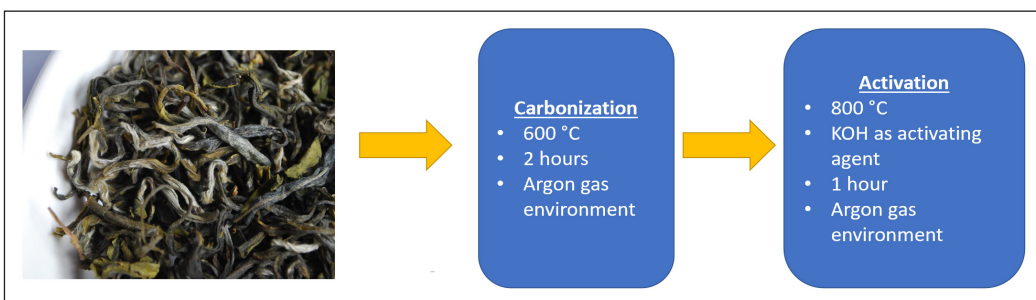 Carbonization
• 600 °C
• 2 hours
• Argon gas
environment
Activation
• 800 °C
• KOH as activating
agent
• 1 hour
• Argon gas
environment